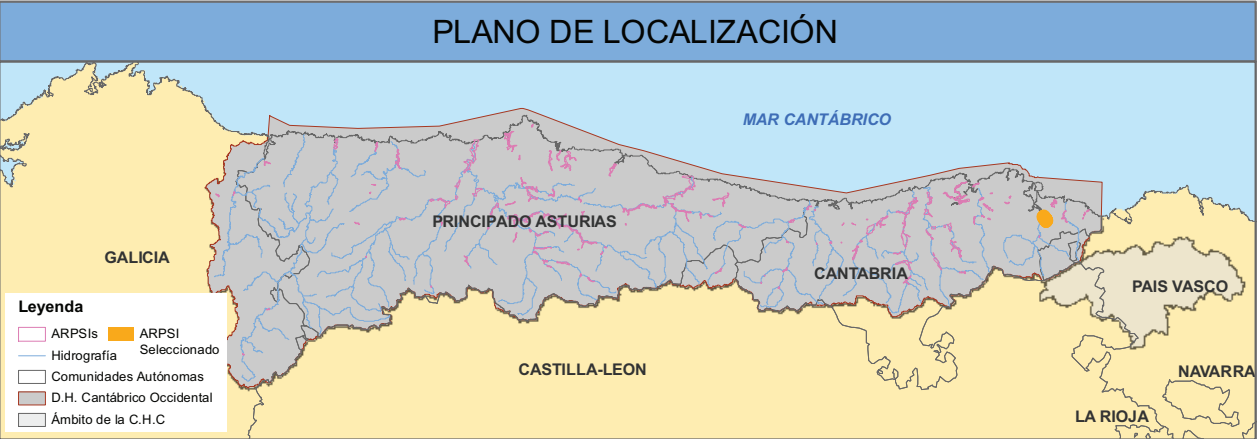 PLANO DE LOCALIZACIÓN
MAR CANTÁBRICO
PRINCIPADO ASTURIAS
GALICIA
CANTABRIA
PAIS VASCO
CASTILLA-LEON
NAVARRA
LA RIOJA
Leyenda
ARPSIs
ARPSI
Seleccionado
Hidrografía
Comunidades Autónomas
D.H. Cantábrico Occidental
Ámbito de la C.H.C